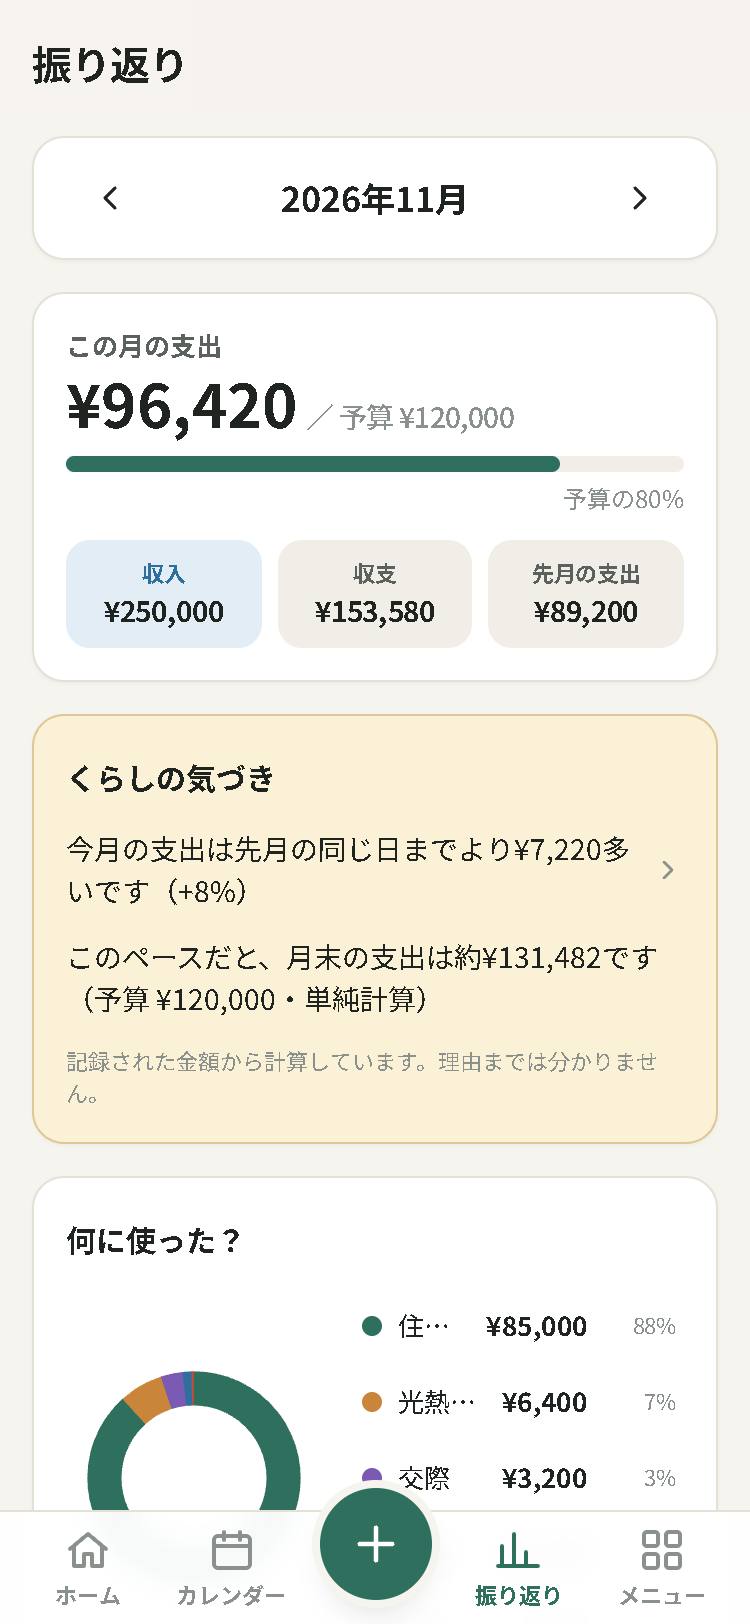 振り返り
2026年11月
この月の支出
¥96,420 ／ 予算 ¥120,000
予算の80%
収入 収支 先月の支出
¥250,000 ¥153,580 ¥89,200
くらしの気づき
今月の支出は先月の同じ日までより¥7,220多
いです（+8%）
このペースだと、月末の支出は約¥131,482です
（予算 ¥120,000・単純計算）
記録された金額から計算しています。理由までは分かりませ
ん。
何に使った？
住… ¥85,000 88%
光熱… ¥6,400 7%
交際 ¥3,200 3%
ホーム カレンダー 振り返り メニュー